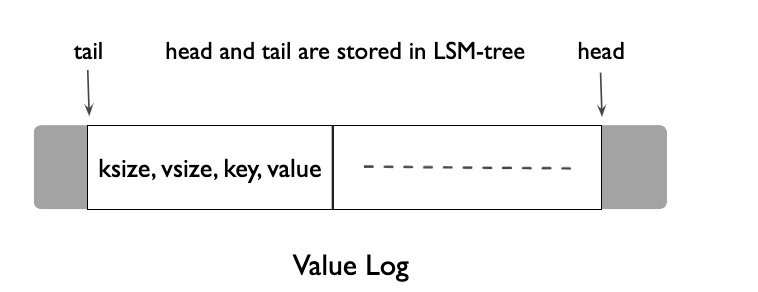 tail
head and tail are stored in LSM-tree
head
ksize, vsize, key, value
Value Log